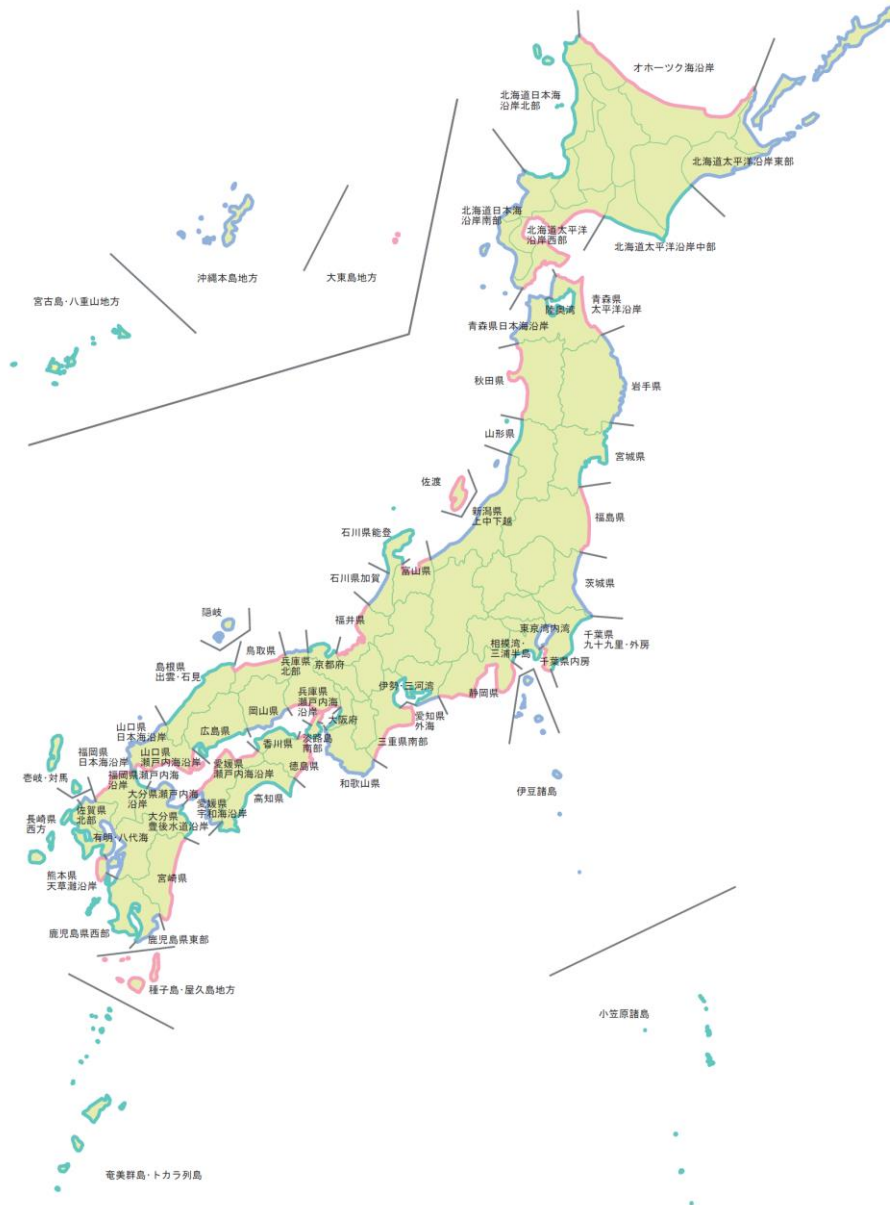 オホーツク海沿岸
北海道日本海
沿岸北部
北海道太平洋沿岸東部
北海道日本海
沿岸南部
北海道太平洋
沿岸西部
北海道太平洋沿岸中部
沖縄本島地方
大東島地方
宮古島・八重山地方
陸奥湾
青森県
太平洋沿岸
青森県日本海沿岸
秋田県
岩手県
山形県
宮城県
佐渡
新潟県
上中下越
福島県
石川県能登
富山県
石川県加賀
茨城県
福井県
隠岐
東京湾内湾
千葉県
九十九里・外房
相模湾・
三浦半島
千葉県内房
鳥取県
兵庫県
北部
京都府
島根県
出雲・石見
伊勢・三河湾
静岡県
兵庫県
瀬戸内海
沿岸
岡山県
大阪府
愛知県
外海
山口県
日本海沿岸
広島県
香川県
淡路島
南部
三重県南部
福岡県
日本海沿岸
山口県
瀬戸内海沿岸
愛媛県
瀬戸内海沿岸
徳島県
和歌山県
壱岐・対馬
福岡県瀬戸内海
沿岸
大分県瀬戸内海
沿岸
愛媛県
宇和海沿岸
高知県
伊豆諸島
長崎県
西方
佐賀県
北部
大分県
豊後水道沿岸
有明・八代海
熊本県
天草灘沿岸
宮崎県
鹿児島県西部
鹿児島県東部
種子島・屋久島地方
小笠原諸島
奄美群島・トカラ列島